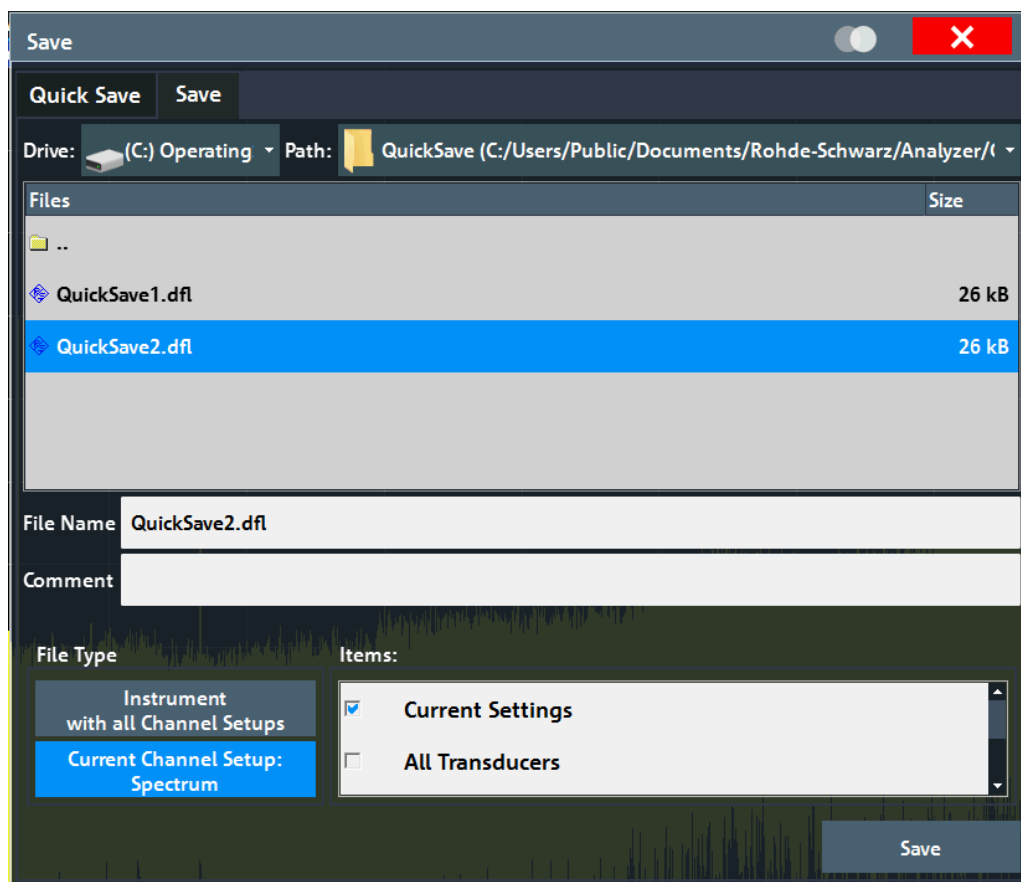 Save
Quick Save Save
Drive: (C:) Operating Path: QuickSave (C:/Users/Public/Documents/Rohde-Schwarz/Analyzer/
Files Size
..
QuickSave1.dfl 26 kB
QuickSave2.dfl 26 kB
File Name QuickSave2.dfl
Comment
File Type Items:
Instrument
with all Channel Setups
Current Channel Setup:
Spectrum
Current Settings
All Transducers
Save